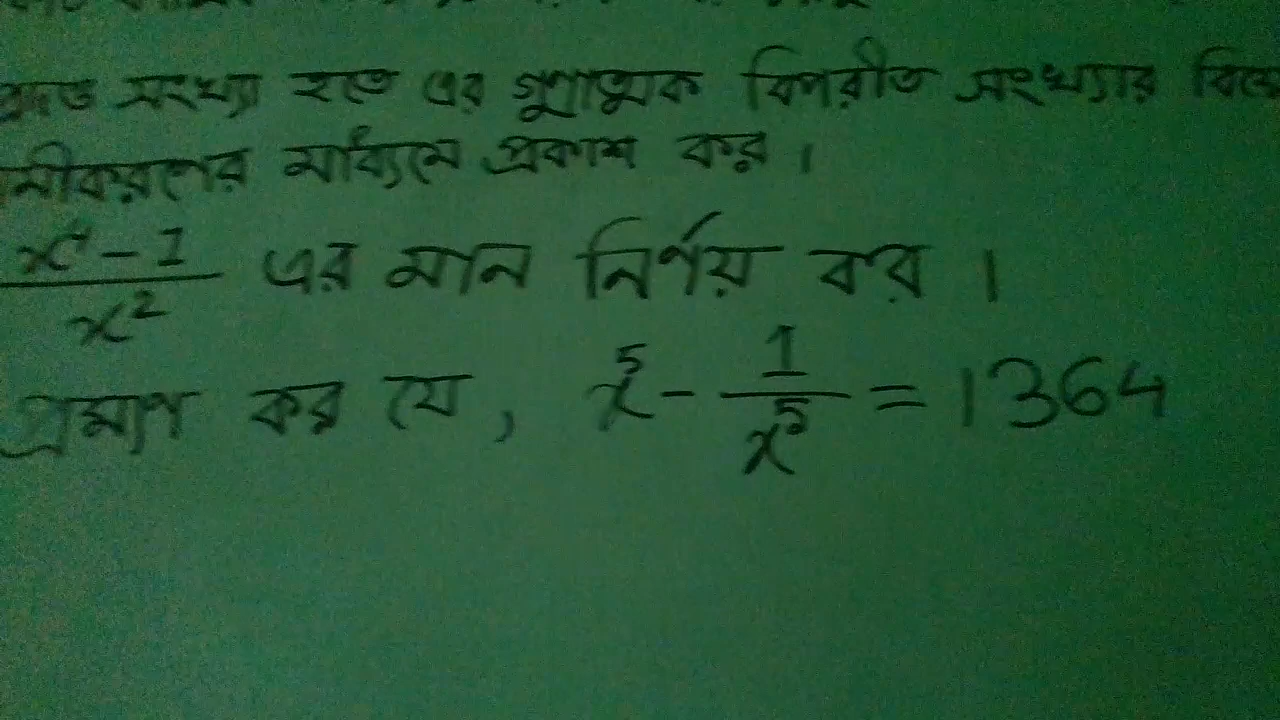 সংখ্যা হতে এর গুণাত্মক বিপরীত সংখ্যার
মাধ্যমে প্রকাশ কর।
x⁴ - 1 / x² এর মান নির্ণয় কর।
প্রমাণ কর যে, x⁵ - 1/x⁵ = 1364